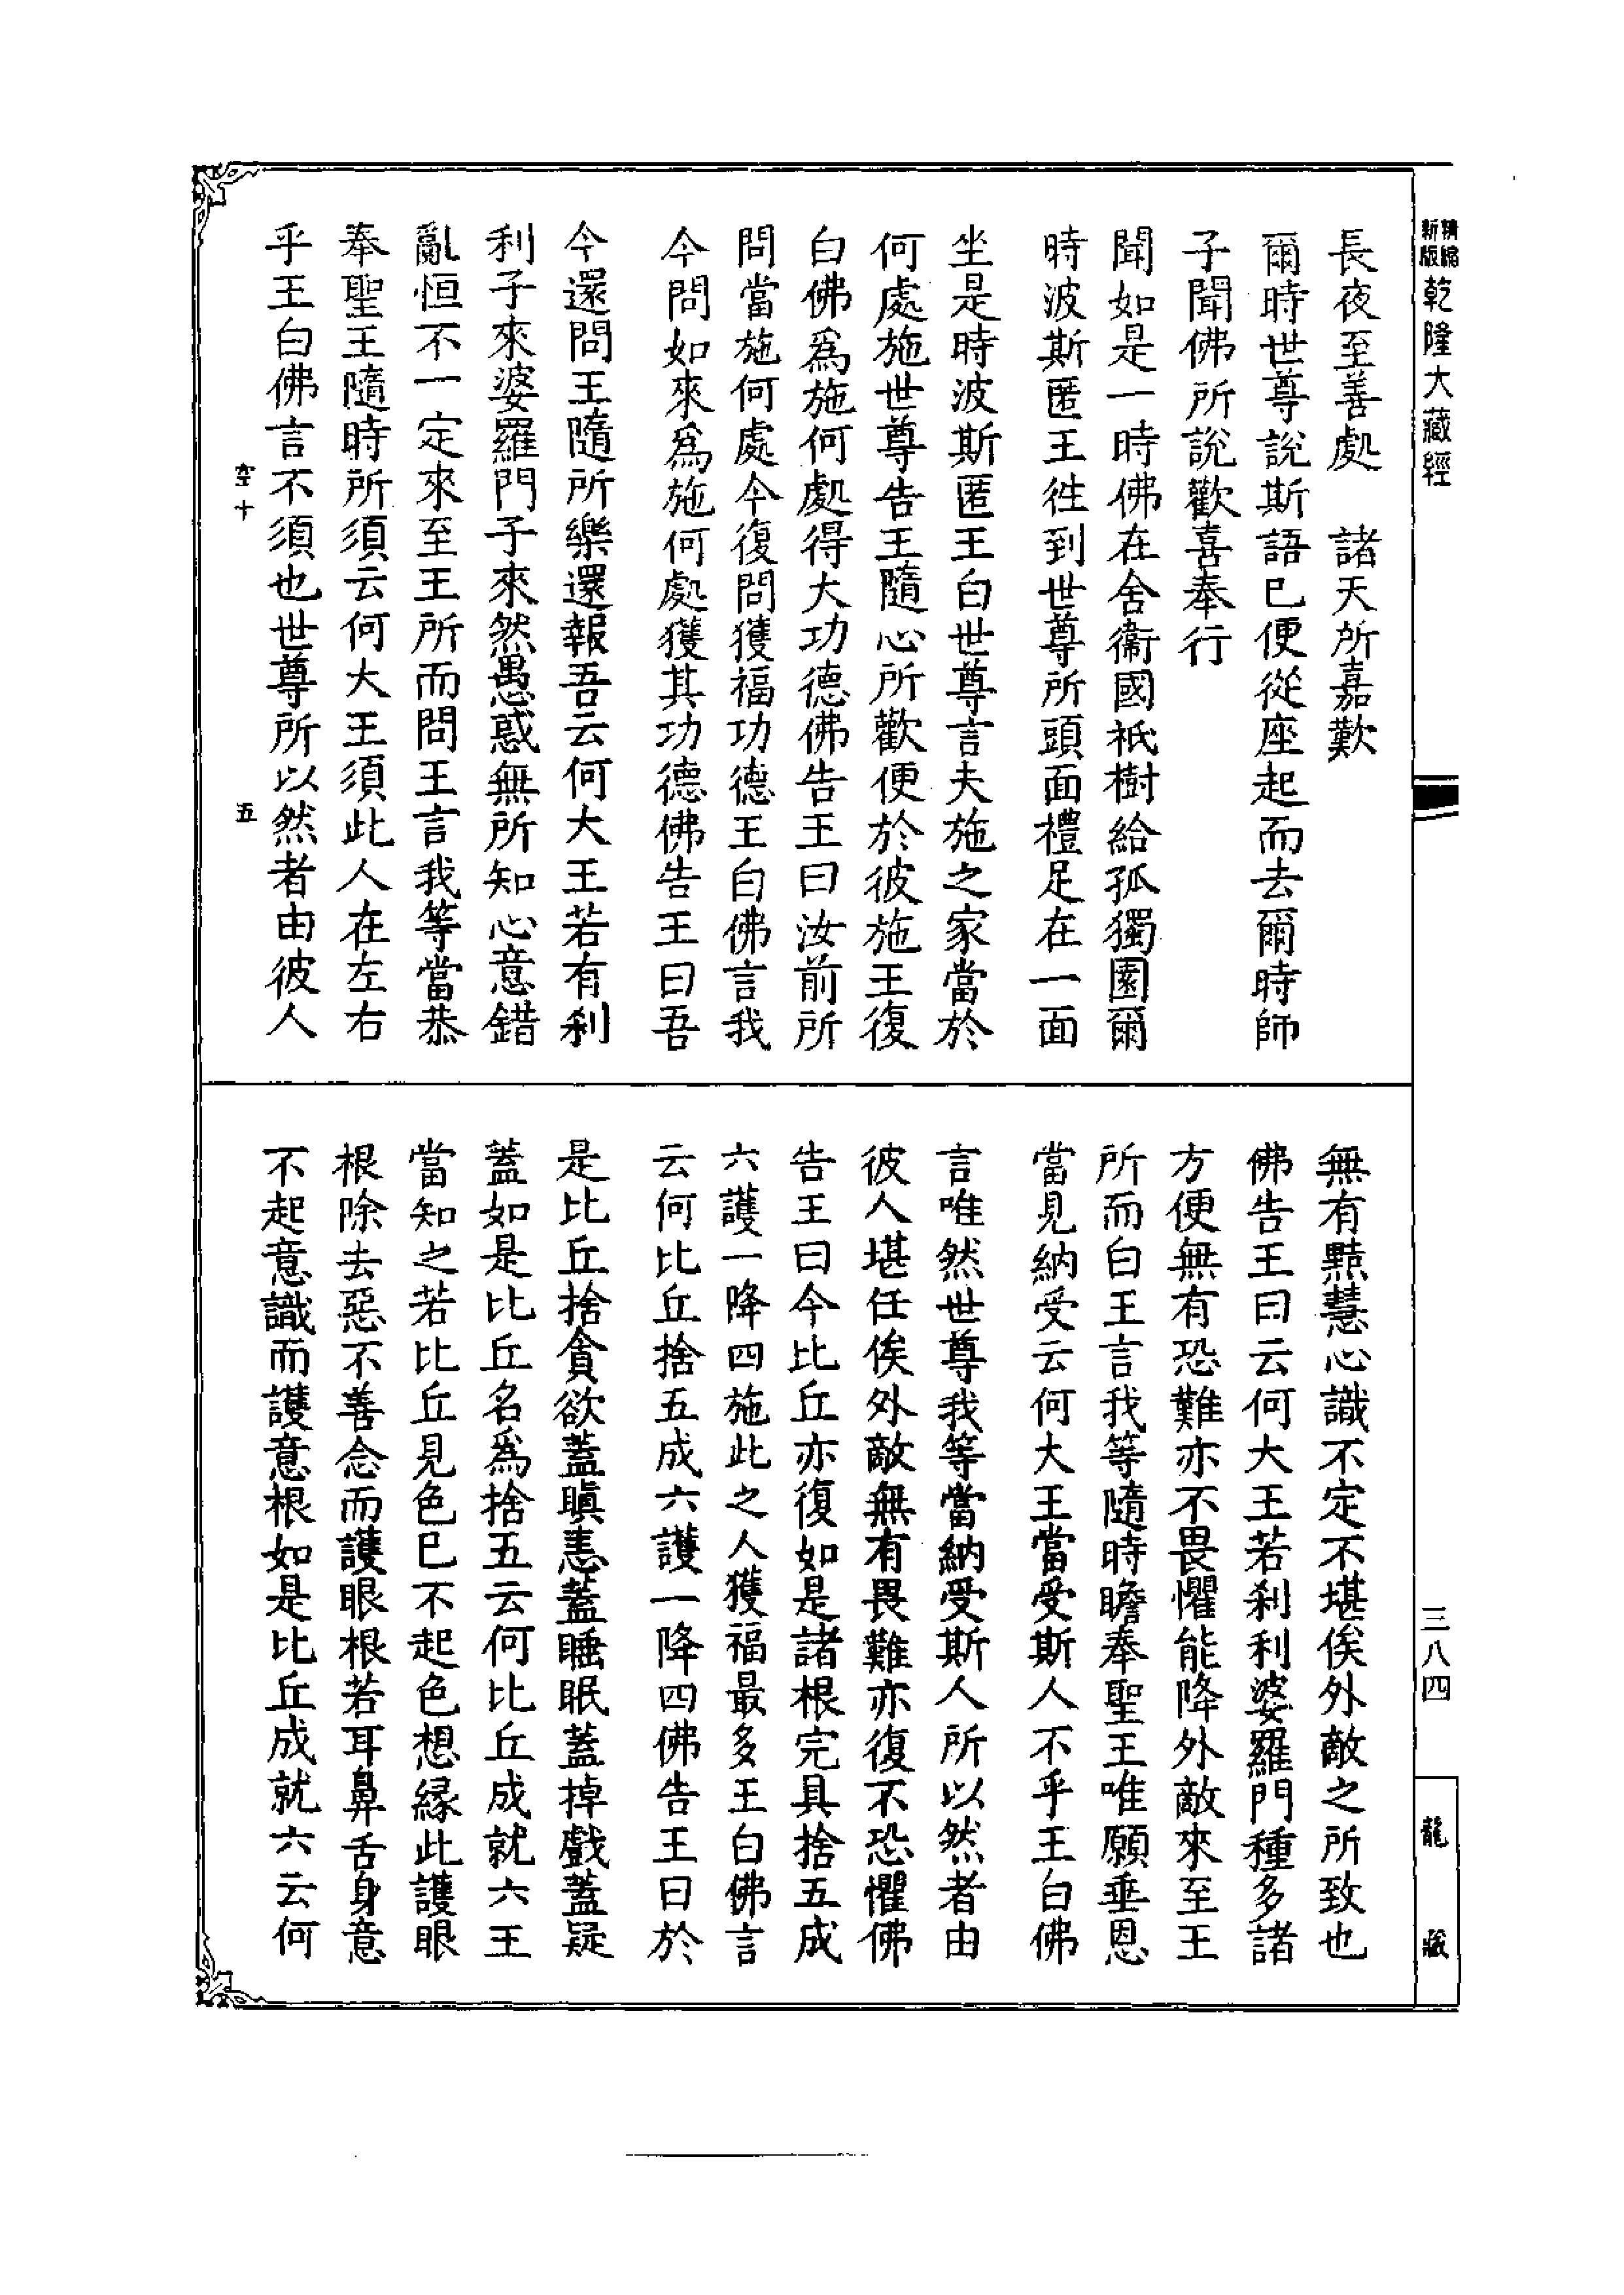 新版精縮乾隆大藏經
三八四
龍藏
長夜至善處　諸天所嘉歎
爾時世尊說斯語已便從座起而去爾時師
子聞佛所說歡喜奉行
聞如是一時佛在舍衞國祇樹給孤獨園爾
時波斯匿王徃到世尊所頭面禮足在一面
坐是時波斯匿王白世尊言夫施之家當於
何處施世尊告王隨心所歡便於彼施王復
白佛爲施何處得大功德佛告王曰汝前所
問當施何處今復問獲福功德王白佛言我
今問如來爲施何處獲其功德佛告王曰吾
今還問王隨所樂還報吾云何大王若有刹
利子來婆羅門子來然愚惑無所知心意錯
亂恒不一定來至王所而問王言我等當恭
奉聖王隨時所須云何大王須此人在左右
乎王白佛言不須也世尊所以然者由彼人
空十　五
無有黠慧心識不定不堪俟外敵之所致也
佛告王曰云何大王若刹利婆羅門種多諸
方便無有恐難亦不畏懼能降外敵來至王
所而白王言我等隨時瞻奉聖王唯願垂恩
當見納受云何大王當受斯人不乎王白佛
言唯然世尊我等當納受斯人所以然者由
彼人堪任俟外敵無有畏難亦復不恐懼佛
告王曰今比丘亦復如是諸根完具捨五成
六護一降四施此之人獲福最多王白佛言
云何比丘捨五成六護一降四佛告王曰於
是比丘捨貪欲蓋瞋恚蓋睡眠蓋掉戲蓋疑
蓋如是比丘名爲捨五云何比丘成就六王
當知之若比丘見色已不起色想緣此護眼
根除去惡不善念而護眼根若耳鼻舌身意
不起意識而護意根如是比丘成就六云何